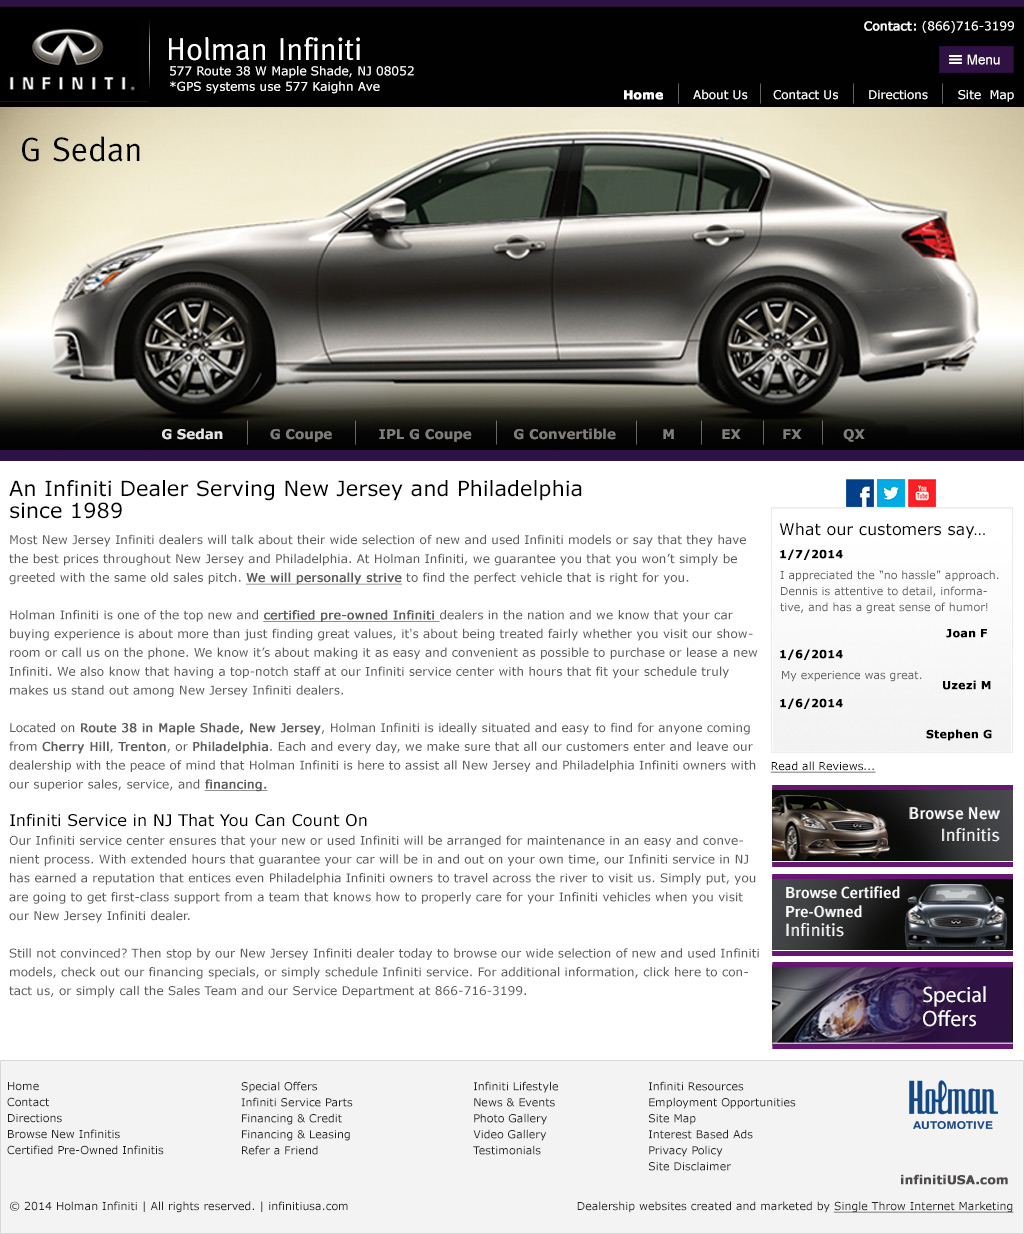 INFINITI.
Holman Infiniti
577 Route 38 W Maple Shade, NJ 08052
*GPS systems use 577 Kaighn Ave
Contact: (866)716-3199
Menu
Home
About Us
Contact Us
Directions
Site Map
G Sedan
G Sedan
G Coupe
IPL G Coupe
G Convertible
M
EX
FX
QX
An Infiniti Dealer Serving New Jersey and Philadelphia
since 1989
Most New Jersey Infiniti dealers will talk about their wide selection of new and used Infiniti models or say that they have
the best prices throughout New Jersey and Philadelphia. At Holman Infiniti, we guarantee you that you won't simply be
greeted with the same old sales pitch. We will personally strive to find the perfect vehicle that is right for you.
Holman Infiniti is one of the top new and certified pre-owned Infiniti dealers in the nation and we know that your car
buying experience is about more than just finding great values, it's about being treated fairly whether you visit our show-
room or call us on the phone. We know it's about making it as easy and convenient as possible to purchase or lease a new
Infiniti. We also know that having a top-notch staff at our Infiniti service center with hours that fit your schedule truly
makes us stand out among New Jersey Infiniti dealers.
Located on Route 38 in Maple Shade, New Jersey, Holman Infiniti is ideally situated and easy to find for anyone coming
from Cherry Hill, Trenton, or Philadelphia. Each and every day, we make sure that all our customers enter and leave our
dealership with the peace of mind that Holman Infiniti is here to assist all New Jersey and Philadelphia Infiniti owners with
our superior sales, service, and financing.
Infiniti Service in NJ That You Can Count On
Our Infiniti service center ensures that your new or used Infiniti will be arranged for maintenance in an easy and conve-
nient process. With extended hours that guarantee your car will be in and out on your own time, our Infiniti service in NJ
has earned a reputation that entices even Philadelphia Infiniti owners to travel across the river to visit us. Simply put, you
are going to get first-class support from a team that knows how to properly care for your Infiniti vehicles when you visit
our New Jersey Infiniti dealer.
Still not convinced? Then stop by our New Jersey Infiniti dealer today to browse our wide selection of new and used Infiniti
models, check out our financing specials, or simply schedule Infiniti service. For additional information, click here to con-
tact us, or simply call the Sales Team and our Service Department at 866-716-3199.
You
Tube
What our customers say...
1/7/2014
I appreciated the "no hassle" approach.
Dennis is attentive to detail, informa-
tive, and has a great sense of humor!
Joan F
1/6/2014
My experience was great.
Uzezi M
1/6/2014
Stephen G
Read all Reviews...
Browse New
Infinitis
Browse Certified
Pre-Owned
Infinitis
Special
Offers
Home
Contact
Directions
Browse New Infinitis
Certified Pre-Owned Infinitis
Special Offers
Infiniti Service Parts
Financing & Credit
Financing & Leasing
Refer a Friend
Infiniti Lifestyle
News & Events
Photo Gallery
Video Gallery
Testimonials
Infiniti Resources
Employment Opportunities
Site Map
Interest Based Ads
Privacy Policy
Site Disclaimer
Holman
AUTOMOTIVE
infinitiUSA.com
© 2014 Holman Infiniti | All rights reserved. | infinitiusa.com
Dealership websites created and marketed by Single Throw Internet Marketing